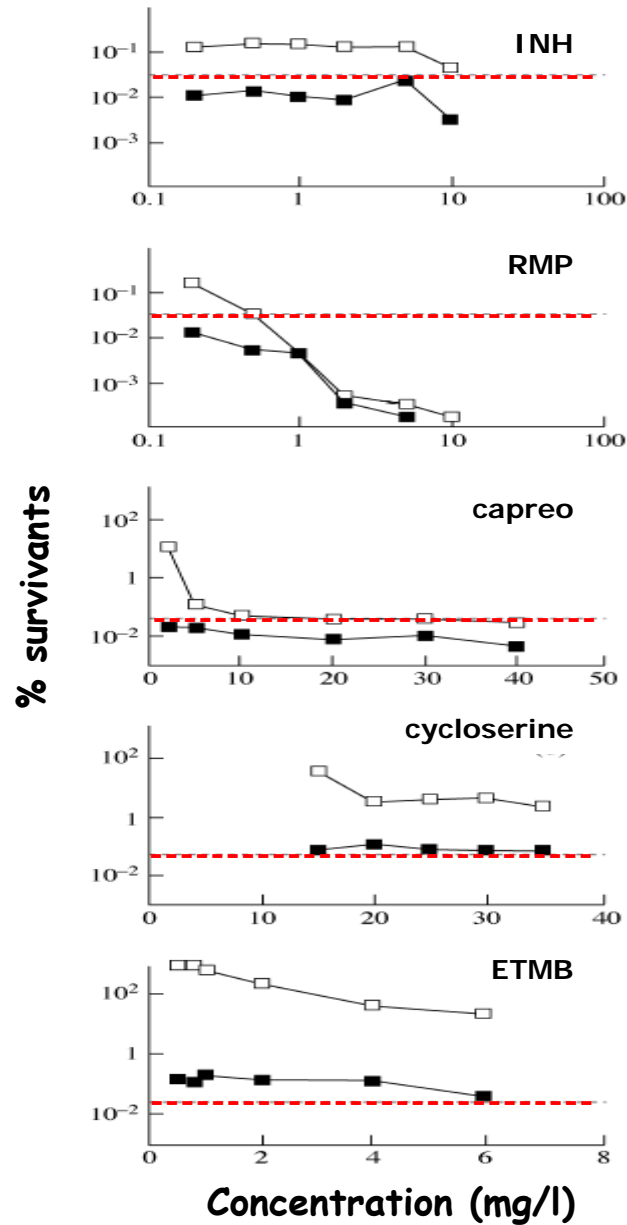 INH
10⁻¹
10⁻²
10⁻³
0.1 1 10 100
RMP
10⁻¹
10⁻²
10⁻³
0.1 1 10 100
% survivants
capreo
10²
1
10⁻²
0 10 20 30 40 50
cycloserine
10²
1
10⁻²
0 10 20 30 40
ETMB
10²
1
10⁻²
0 2 4 6 8
Concentration (mg/l)